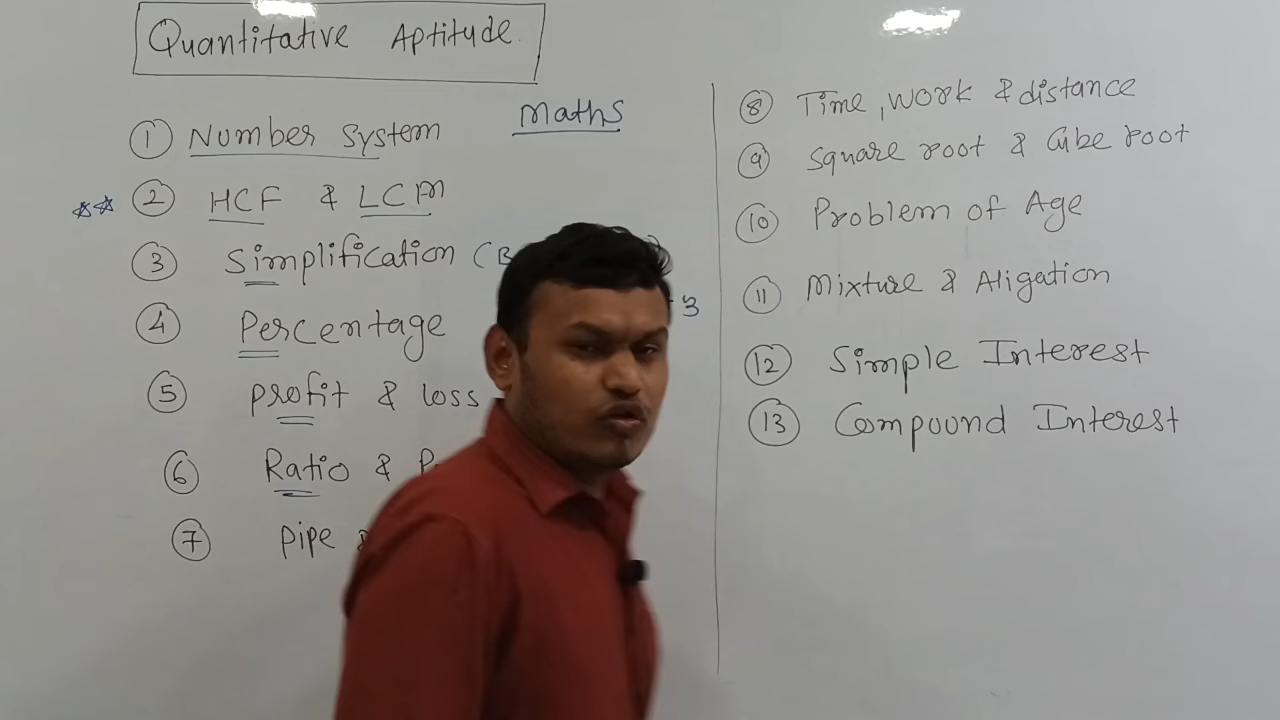 Quantitative Aptitude
Maths
1 Number System
☆☆ 2 HCF & LCM
3 Simplification (B
4 Percentage
3
5 profit & loss
6 Ratio &
7 pipe
8 Time, work & distance
9 Square root & Cube root
10 Problem of Age
11 Mixture & Aligation
12 Simple Interest
13 Compound Interest